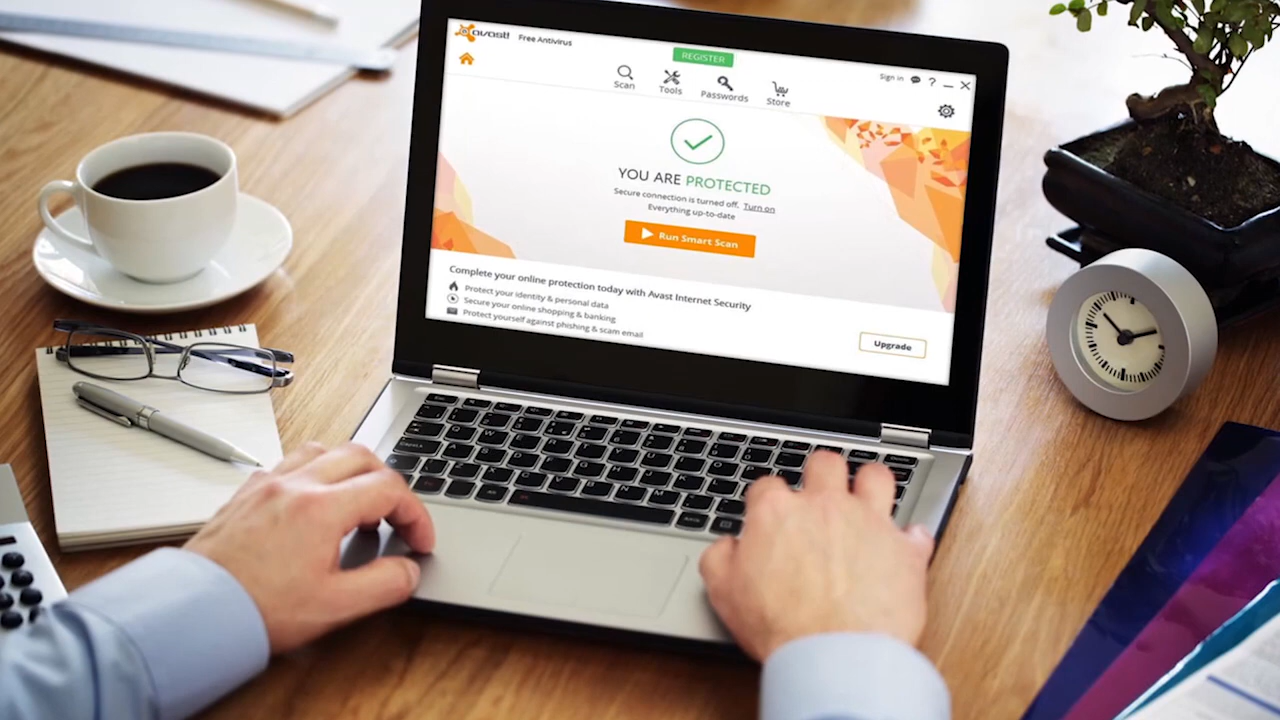 avast! Free Antivirus
REGISTER
Sign in ?
Scan Tools Passwords Store
YOU ARE PROTECTED
Secure connection is turned off. Turn on
Everything up-to-date
Run Smart Scan
Complete your online protection today with Avast Internet Security
Protect your identity & personal data
Secure your online shopping & banking
Protect yourself against phishing & scam email
Upgrade